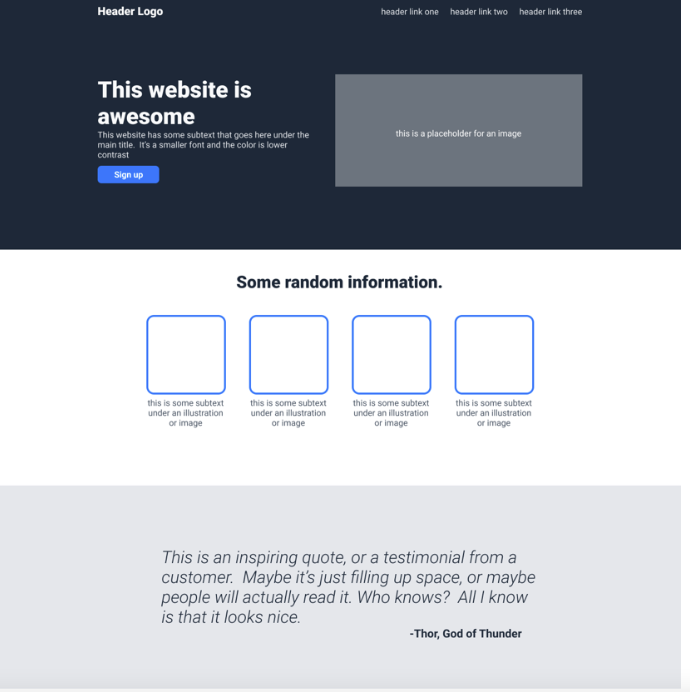 Header Logo
header link one
header link two
header link three
This website is
awesome
This website has some subtext that goes here under the
main title.  It's a smaller font and the color is lower
contrast
Sign up
this is a placeholder for an image
Some random information.
this is some subtext
under an illustration
or image
this is some subtext
under an illustration
or image
this is some subtext
under an illustration
or image
this is some subtext
under an illustration
or image
This is an inspiring quote, or a testimonial from a
customer.  Maybe it's just filling up space, or maybe
people will actually read it. Who knows?  All I know
is that it looks nice.
-Thor, God of Thunder